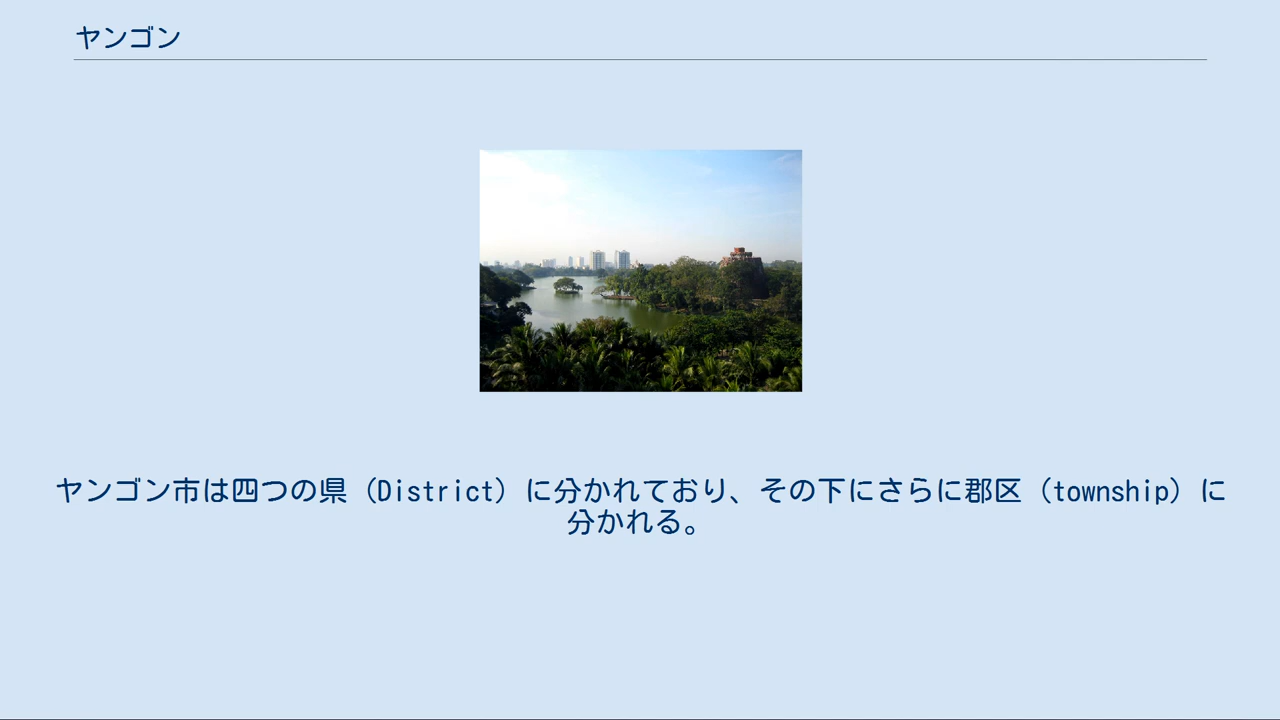 ヤンゴン
ヤンゴン市は四つの県（District）に分かれており、その下にさらに郡区（township）に
分かれる。